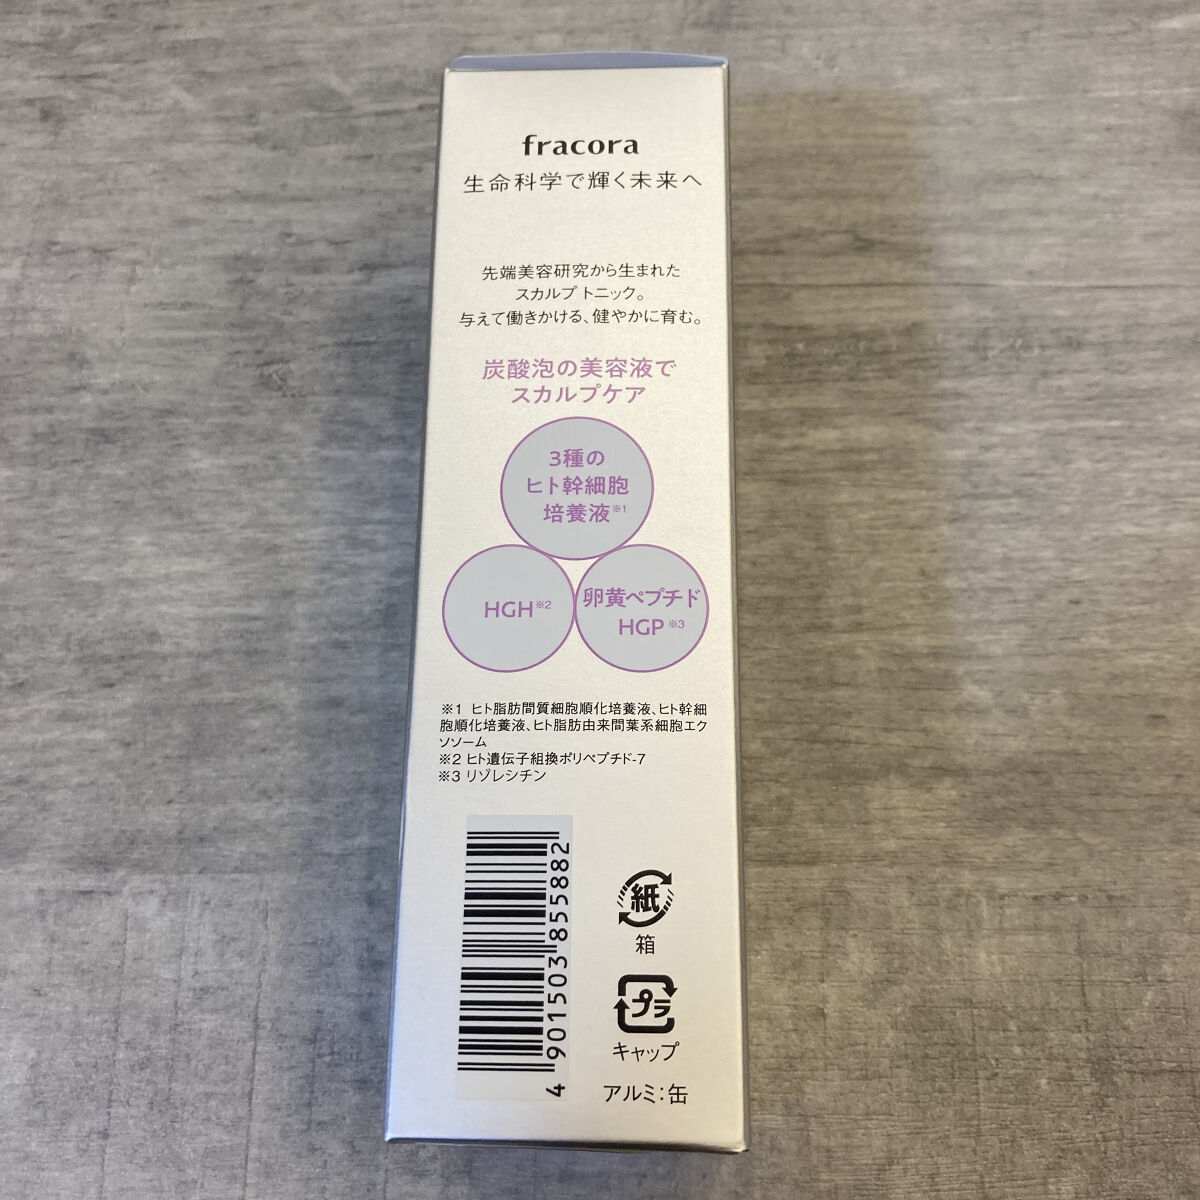 fracora
生命科学で輝く未来へ
先端美容研究から生まれた
スカルプ トニック。
与えて働きかける、健やかに育む。
炭酸泡の美容液で
スカルプケア
3種の
ヒト幹細胞
培養液※1
HGH※2
卵黄ペプチド
HGP※3
※1 ヒト脂肪間質細胞順化培養液、ヒト幹細
胞順化培養液、ヒト脂肪由来間葉系細胞エク
ソソーム
※2 ヒト遺伝子組換ポリペプチド-7
※3 リゾレシチン
4901503855882
紙
箱
プラ
キャップ
アルミ:缶